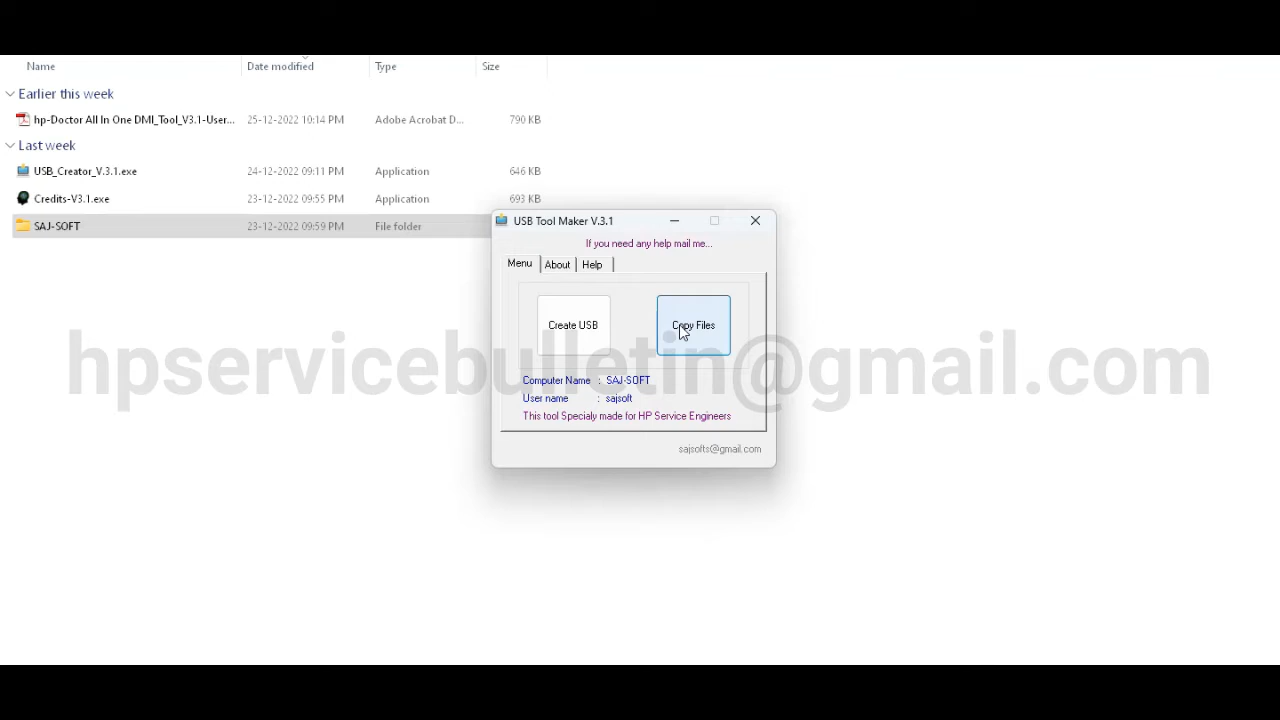 Name Date modified Type Size
Earlier this week
hp-Doctor All In One DMI_Tool_V3.1-User... 25-12-2022 10:14 PM Adobe Acrobat D... 790 KB
Last week
USB_Creator_V.3.1.exe 24-12-2022 09:11 PM Application 646 KB
Credits-V3.1.exe 23-12-2022 09:55 PM Application 693 KB
SAJ-SOFT 23-12-2022 09:59 PM File folder
USB Tool Maker V.3.1
If you need any help mail me...
Menu About Help
Create USB Copy Files
hpservicebulletin@gmail.com
Computer Name : SAJ-SOFT
User name : sajsoft
This tool Specialy made for HP Service Engineers
sajsofts@gmail.com